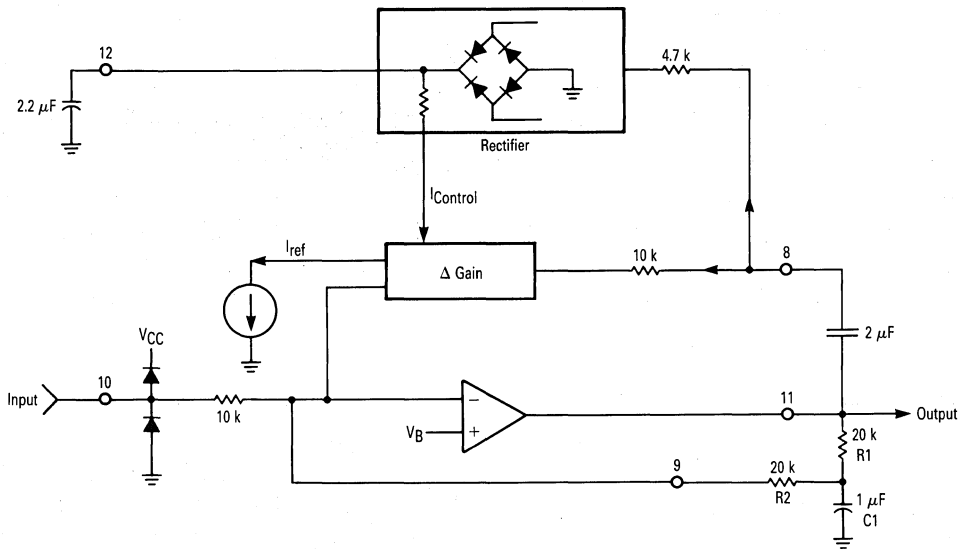 12
4.7 k
2.2 μF
Rectifier
IControl
Iref
Δ Gain
10 k
8
2 μF
VCC
Input
10
10 k
11
Output
VB
−
+
20 k
R1
9
20 k
R2
1 μF
C1